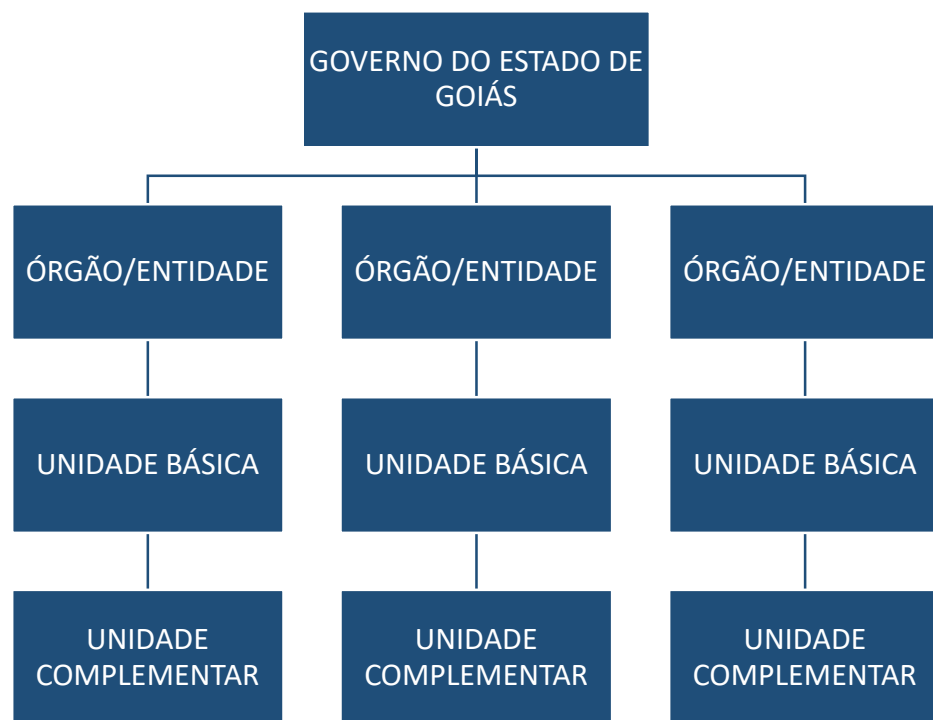 GOVERNO DO ESTADO DE
GOIÁS
ÓRGÃO/ENTIDADE
ÓRGÃO/ENTIDADE
ÓRGÃO/ENTIDADE
UNIDADE BÁSICA
UNIDADE BÁSICA
UNIDADE BÁSICA
UNIDADE
COMPLEMENTAR
UNIDADE
COMPLEMENTAR
UNIDADE
COMPLEMENTAR